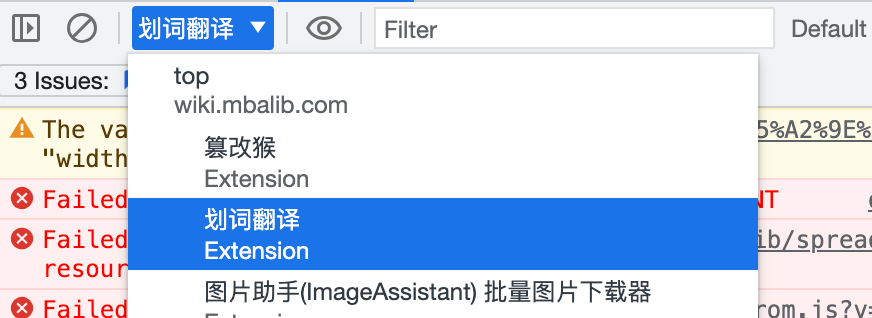 划词翻译 ▼ Filter Default
3 Issues:
top
wiki.mbalib.com
The va 5%A2%9E%
"width
篡改猴
Extension
Failed NT
划词翻译
Extension
Failed ib/spread
resour
图片助手(ImageAssistant) 批量图片下载器
Failed rom.js?v=